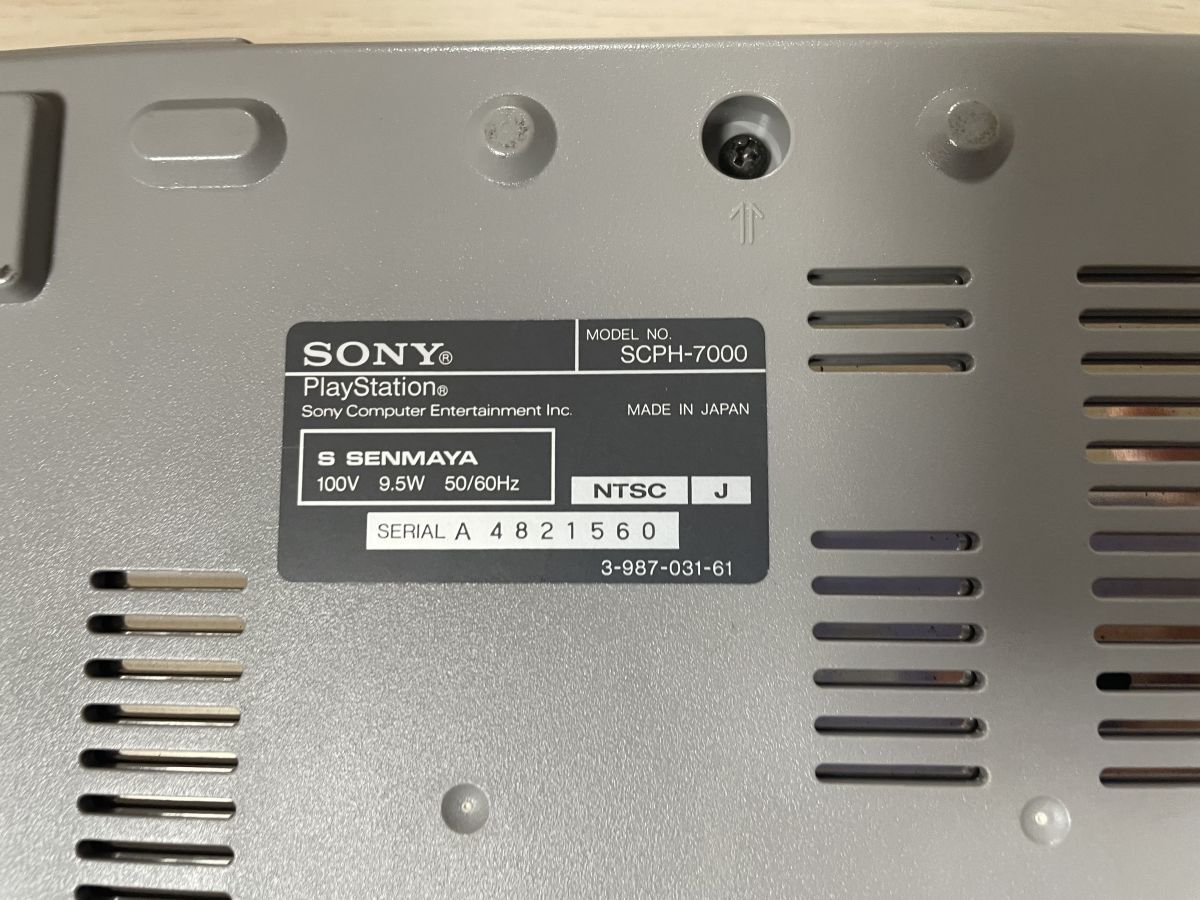 SONY®
MODEL NO.
SCPH-7000
PlayStation®
Sony Computer Entertainment Inc.
MADE IN JAPAN
S SENMAYA
100V 9.5W 50/60Hz
NTSC J
SERIAL A 4821560
3-987-031-61